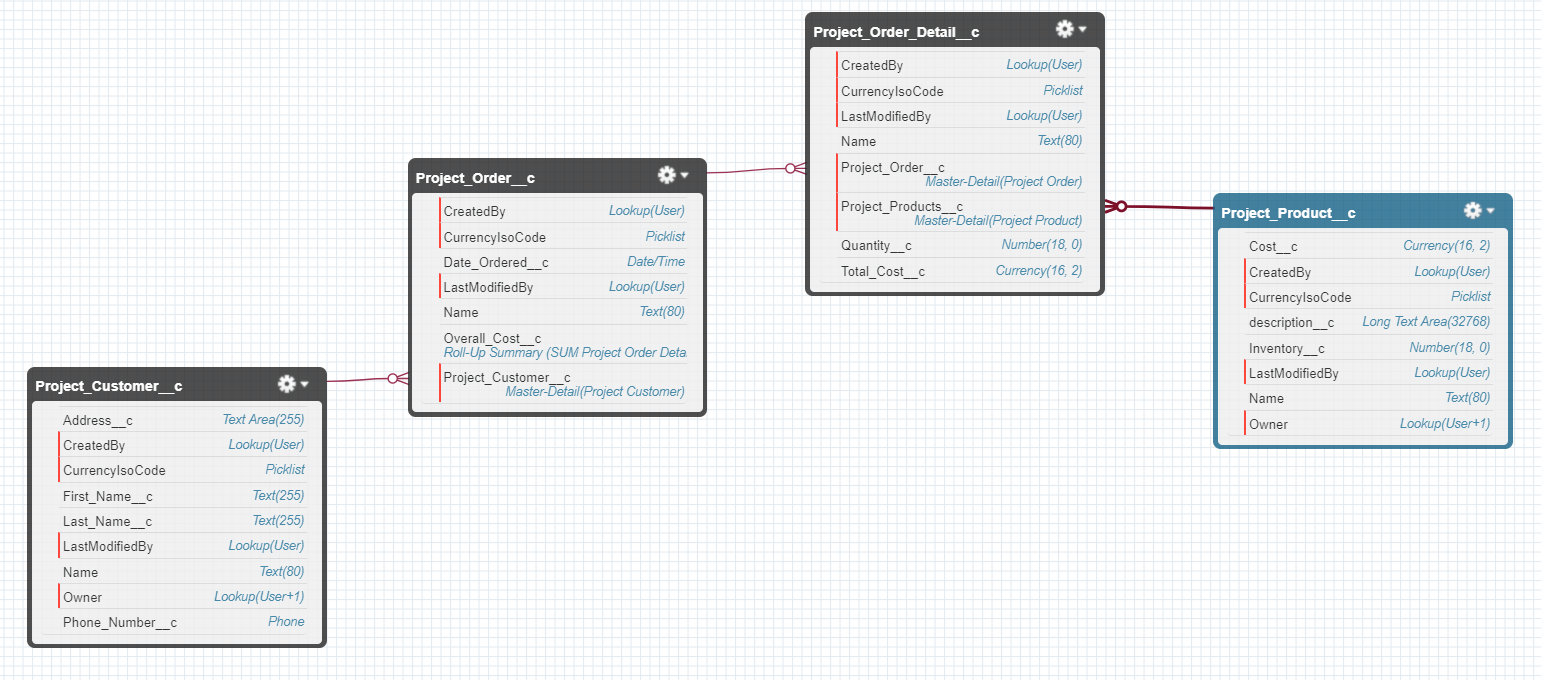 Project_Order_Detail__c
CreatedBy Lookup(User)
CurrencyIsoCode Picklist
LastModifiedBy Lookup(User)
Name Text(80)
Project_Order__c
Master-Detail(Project Order)
Project_Products__c
Master-Detail(Project Product)
Quantity__c Number(18, 0)
Total_Cost__c Currency(16, 2)
Project_Order__c
CreatedBy Lookup(User)
CurrencyIsoCode Picklist
Date_Ordered__c Date/Time
LastModifiedBy Lookup(User)
Name Text(80)
Overall_Cost__c
Roll-Up Summary (SUM Project Order Deta
Project_Customer__c
Master-Detail(Project Customer)
Project_Product__c
Cost__c Currency(16, 2)
CreatedBy Lookup(User)
CurrencyIsoCode Picklist
description__c Long Text Area(32768)
Inventory__c Number(18, 0)
LastModifiedBy Lookup(User)
Name Text(80)
Owner Lookup(User+1)
Project_Customer__c
Address__c Text Area(255)
CreatedBy Lookup(User)
CurrencyIsoCode Picklist
First_Name__c Text(255)
Last_Name__c Text(255)
LastModifiedBy Lookup(User)
Name Text(80)
Owner Lookup(User+1)
Phone_Number__c Phone